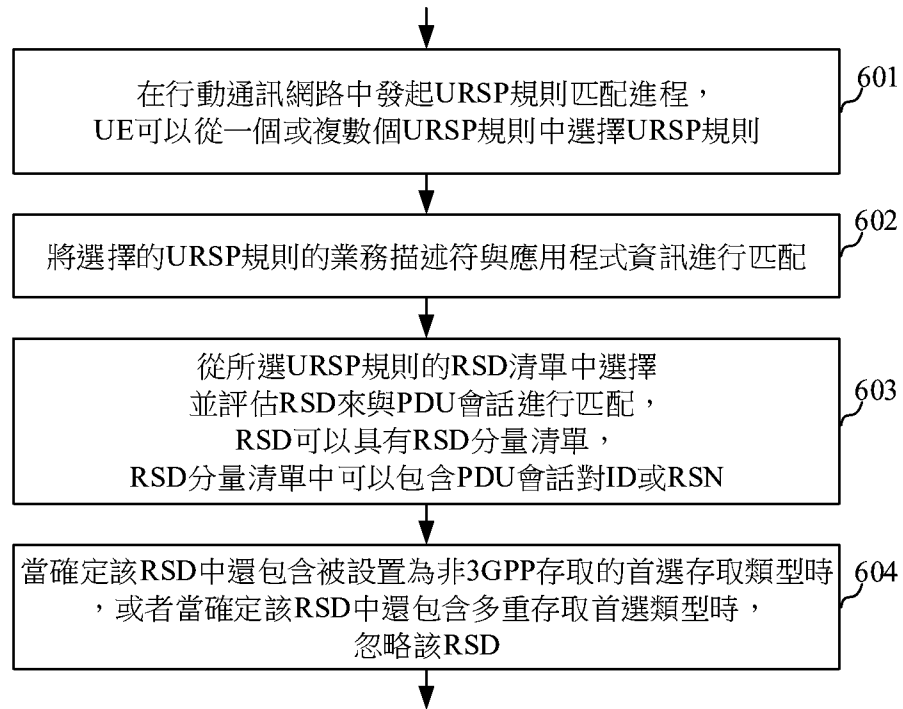 在行動通訊網路中發起URSP規則匹配進程，
UE可以從一個或複數個URSP規則中選擇URSP規則
601
將選擇的URSP規則的業務描述符與應用程式資訊進行匹配
602
從所選URSP規則的RSD清單中選擇
並評估RSD來與PDU會話進行匹配，
RSD可以具有RSD分量清單，
RSD分量清單中可以包含PDU會話對ID或RSN
603
當確定該RSD中還包含被設置為非3GPP存取的首選存取類型時
，或者當確定該RSD中還包含多重存取首選類型時，
忽略該RSD
604